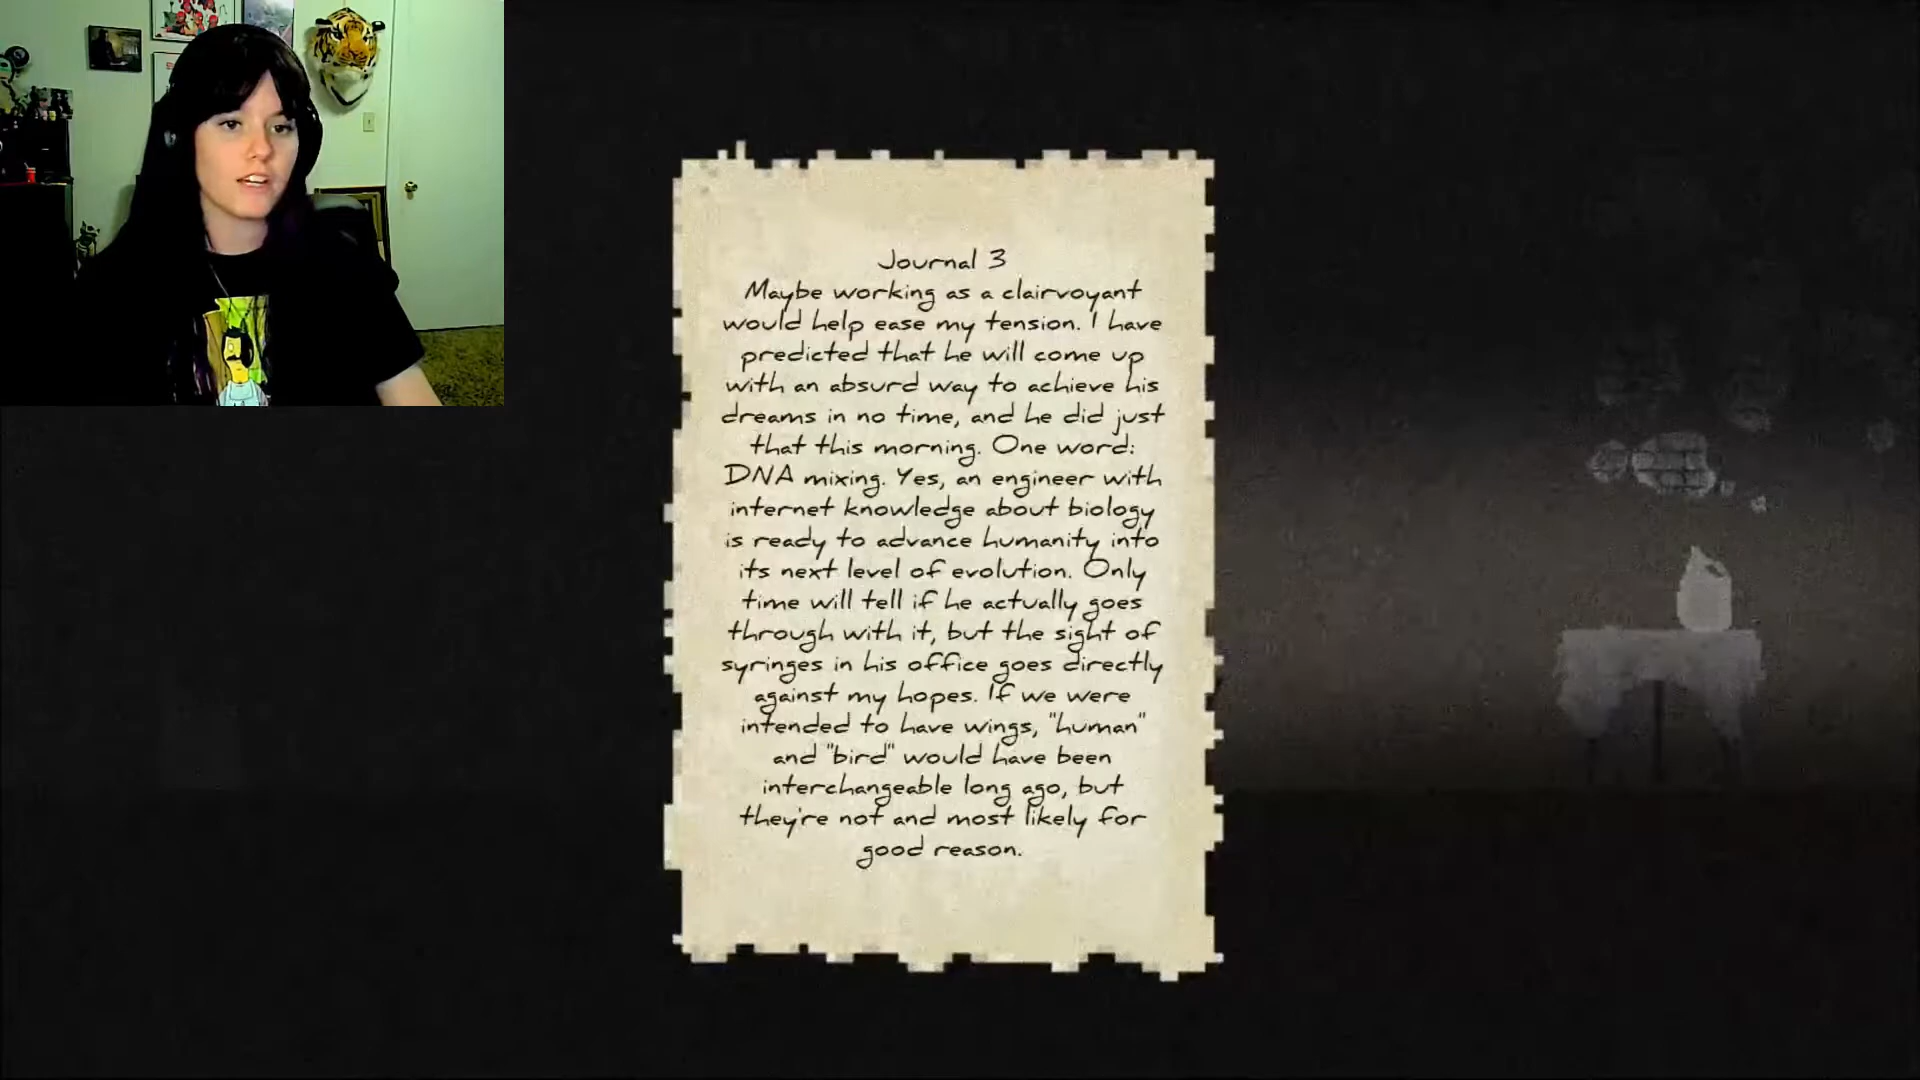 Journal 3
Maybe working as a clairvoyant
would help ease my tension. I have
predicted that he will come up
with an absurd way to achieve his
dreams in no time, and he did just
that this morning. One word:
DNA mixing. Yes, an engineer with
internet knowledge about biology
is ready to advance humanity into
its next level of evolution. Only
time will tell if he actually goes
through with it, but the sight of
syringes in his office goes directly
against my hopes. If we were
intended to have wings, "human"
and "bird" would have been
interchangeable long ago, but
they're not and most likely for
good reason.